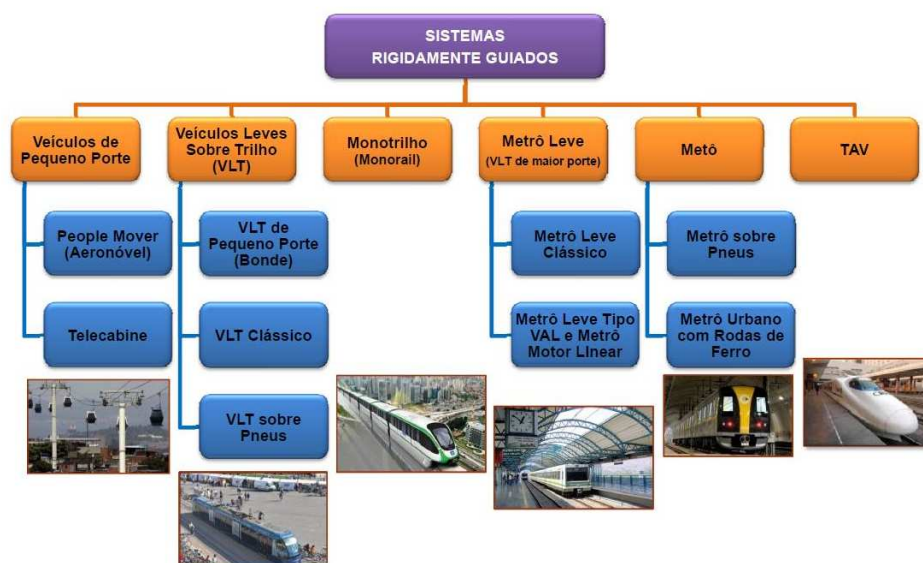 SISTEMAS
RIGIDAMENTE GUIADOS
Veículos de
Pequeno Porte
Veículos Leves
Sobre Trilho
(VLT)
Monotrilho
(Monorail)
Metrô Leve
(VLT de maior porte)
Metô
TAV
People Mover
(Aeronóvel)
Telecabine
VLT de
Pequeno Porte
(Bonde)
VLT Clássico
VLT sobre
Pneus
Metrô Leve
Clássico
Metrô Leve Tipo
VAL e Metrô
Motor Linear
Metrô sobre
Pneus
Metrô Urbano
com Rodas de
Ferro